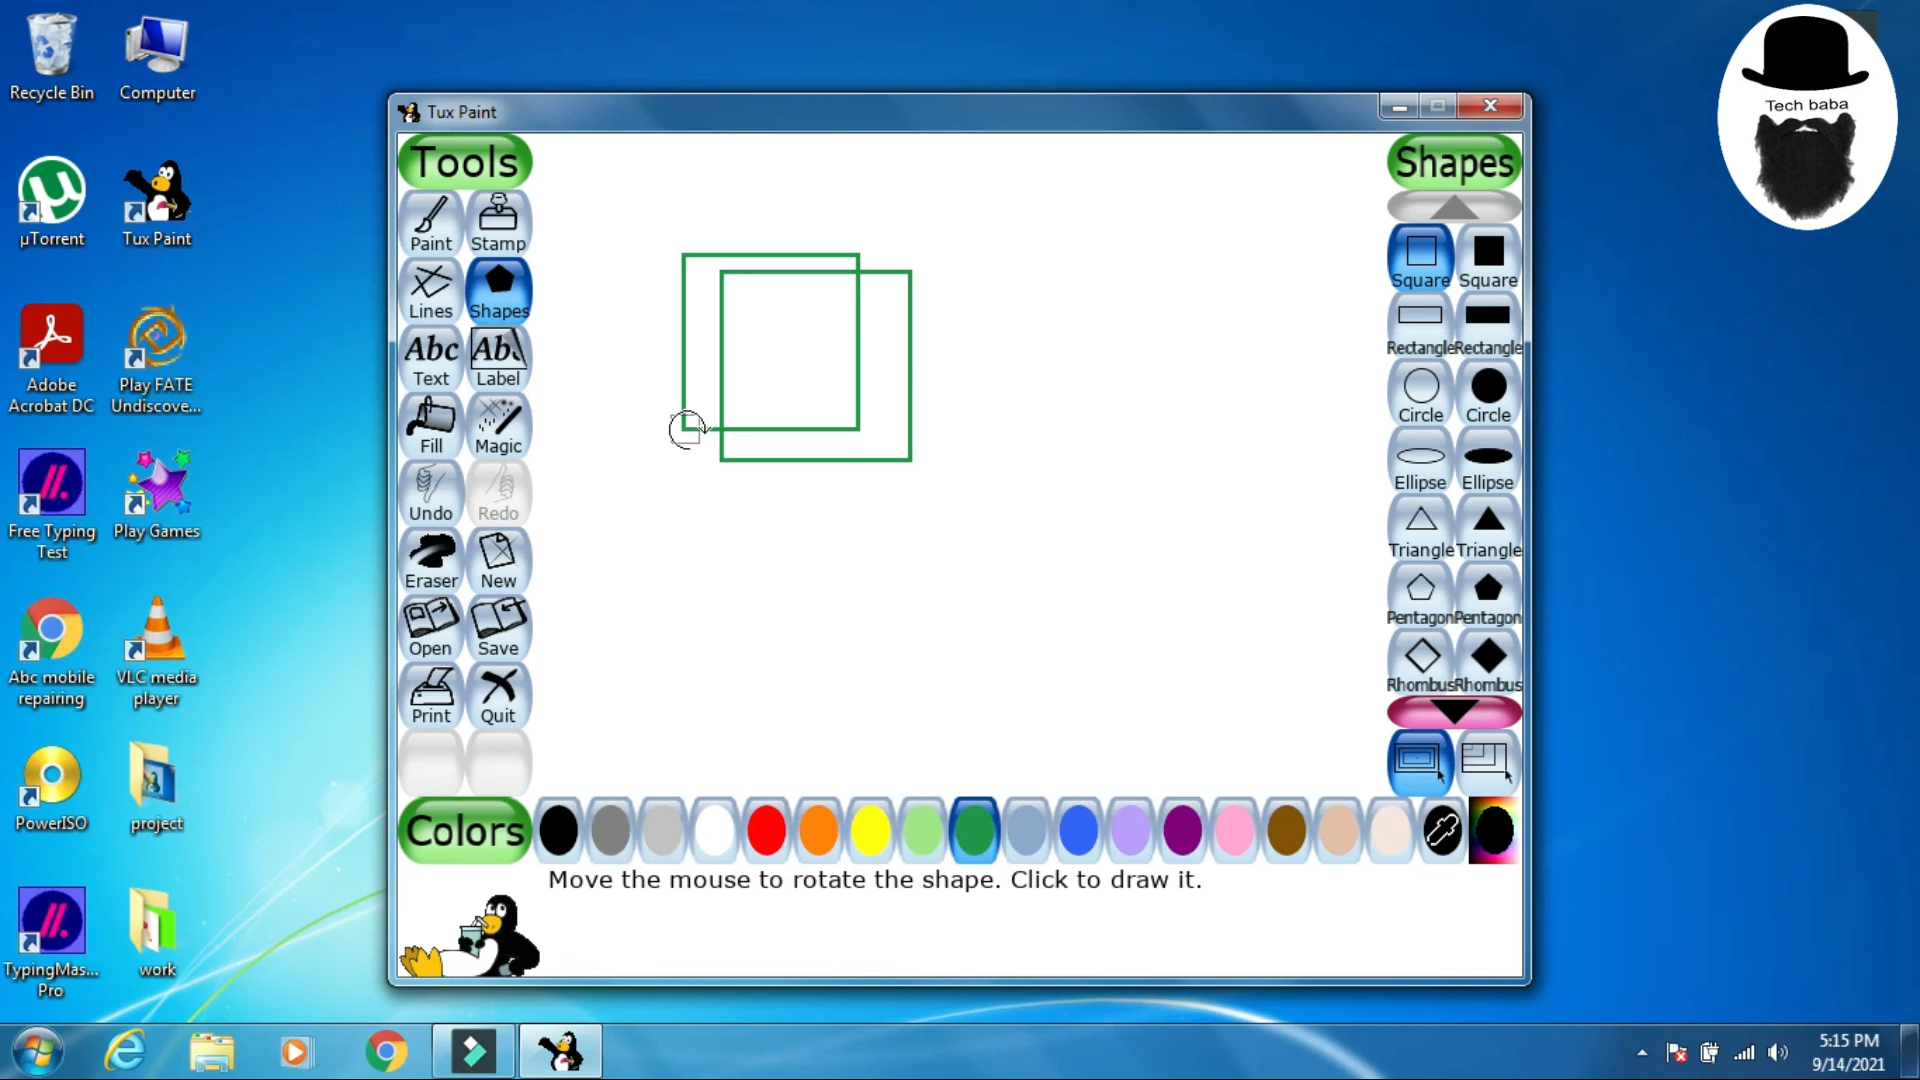 Recycle Bin
Computer
µTorrent
Tux Paint
Adobe
Acrobat DC
Play FATE
Undiscove...
Free Typing
Test
Play Games
Abc mobile
repairing
VLC media
player
PowerISO
project
TypingMas...
Pro
work
Tux Paint
Tools
Paint
Stamp
Lines
Shapes
Abc
Text
Abc
Label
Fill
Magic
Undo
Redo
Eraser
New
Open
Save
Print
Quit
Shapes
Square
Square
Rectangle
Rectangle
Circle
Circle
Ellipse
Ellipse
Triangle
Triangle
Pentagon
Pentagon
Rhombus
Rhombus
Colors
Move the mouse to rotate the shape. Click to draw it.
Tech baba
5:15 PM
9/14/2021